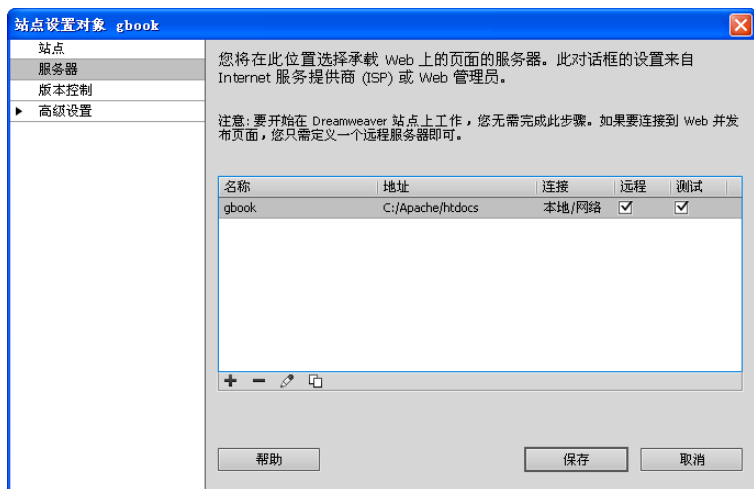 站点设置对象 gbook
站点
服务器
版本控制
高级设置
您将在此位置选择承载 Web 上的页面的服务器。此对话框的设置来自
Internet 服务提供商 (ISP) 或 Web 管理员。
注意:要开始在 Dreamweaver 站点上工作，您无需完成此步骤。如果要连接到 Web 并发
布页面，您只需定义一个远程服务器即可。
名称 地址 连接 远程 测试
gbook C:/Apache/htdocs 本地/网络
帮助 保存 取消